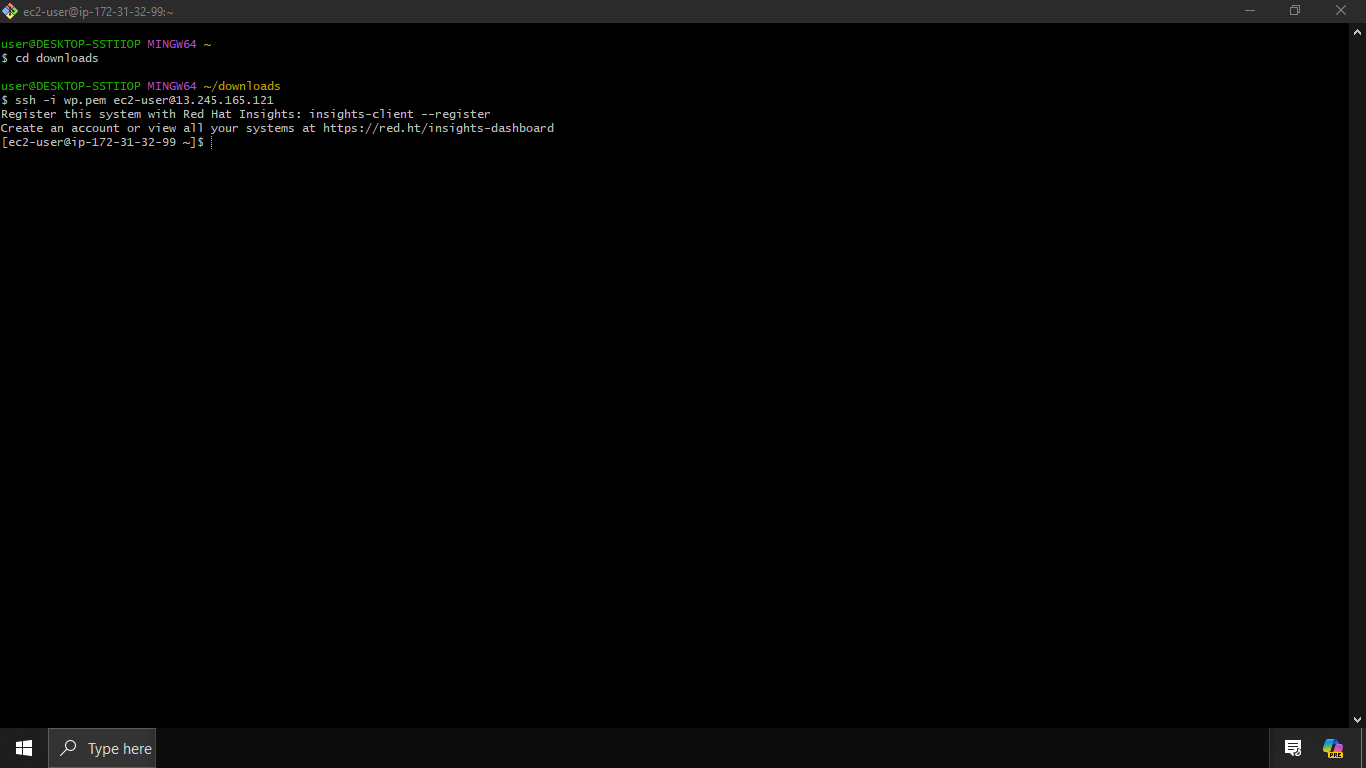 ec2-user@ip-172-31-32-99:~
user@DESKTOP-SSTIIOP MINGW64 ~
$ cd downloads
user@DESKTOP-SSTIIOP MINGW64 ~/downloads
$ ssh -i wp.pem ec2-user@13.245.165.121
Register this system with Red Hat Insights: insights-client --register
Create an account or view all your systems at https://red.ht/insights-dashboard
[ec2-user@ip-172-31-32-99 ~]$
Type here
PRE